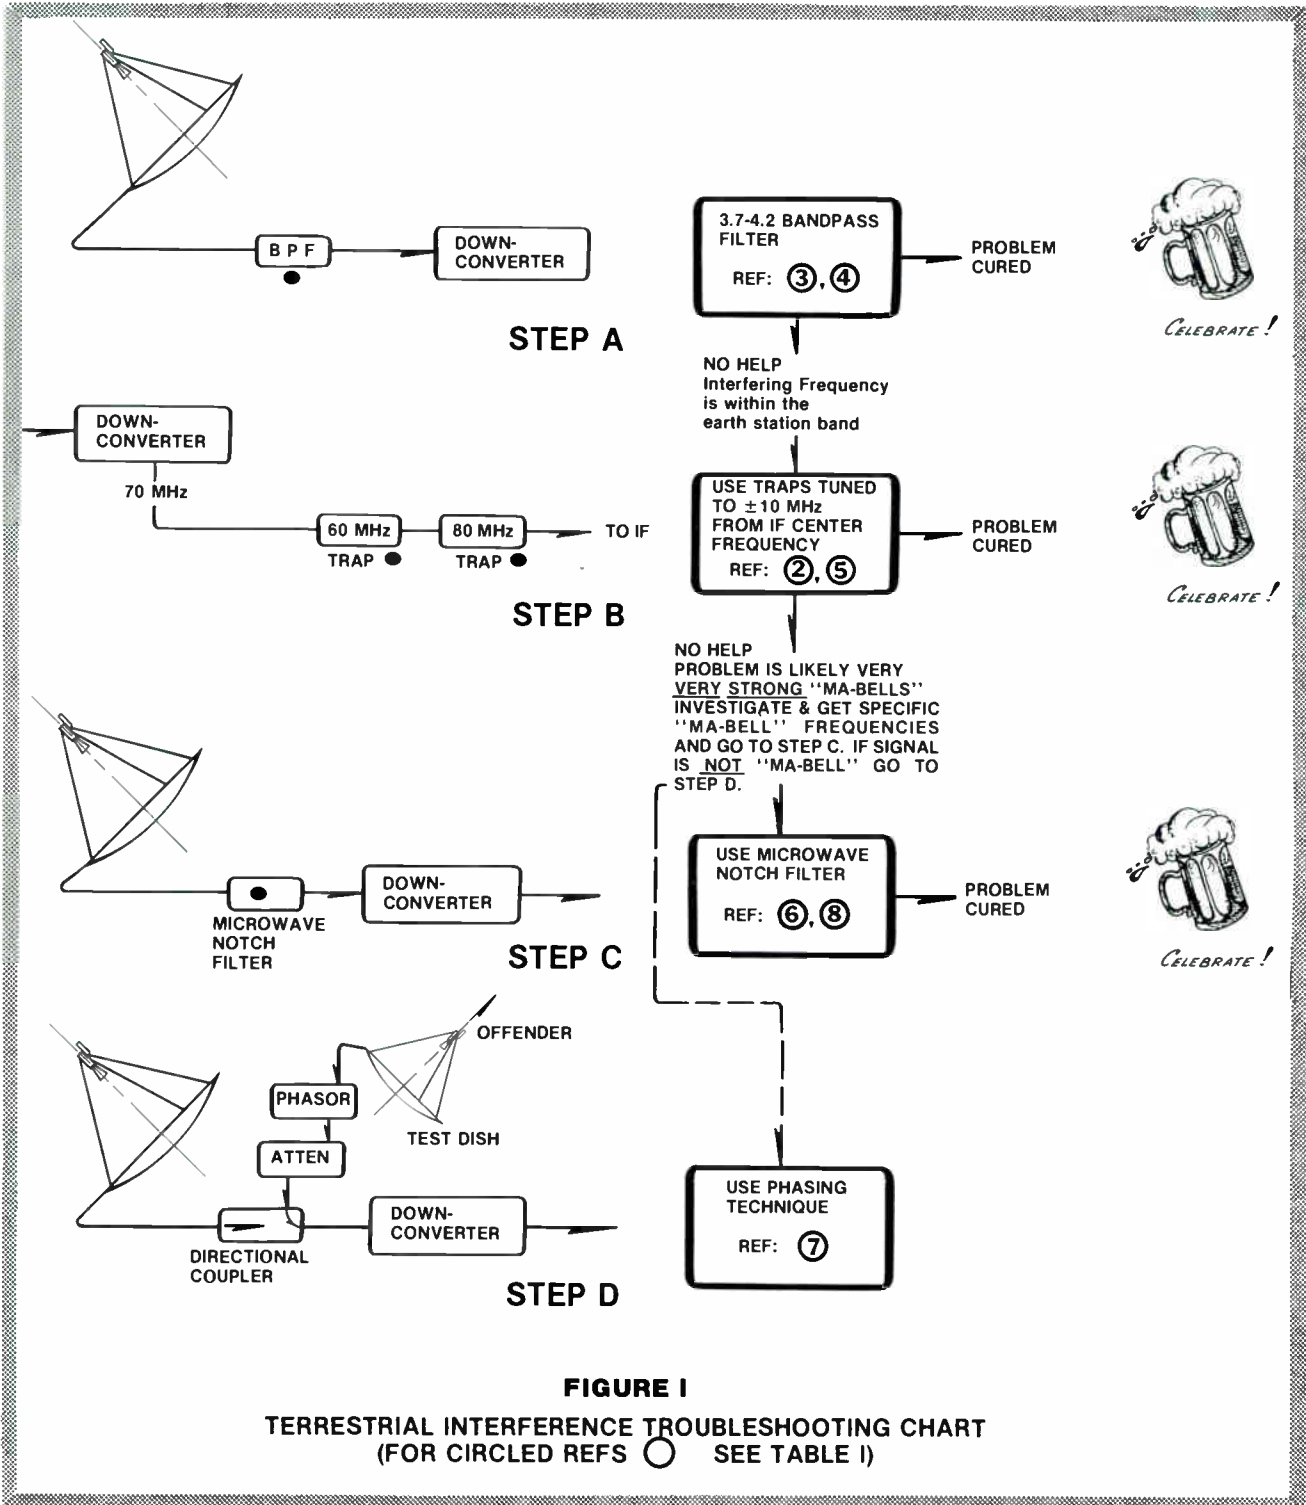 B P F
DOWN-
CONVERTER
STEP A
3.7-4.2 BANDPASS
FILTER
REF: ③, ④
PROBLEM
CURED
CELEBRATE!
NO HELP
Interfering Frequency
is within the
earth station band
DOWN-
CONVERTER
70 MHz
60 MHz
TRAP
80 MHz
TRAP
TO IF
STEP B
USE TRAPS TUNED
TO ±10 MHz
FROM IF CENTER
FREQUENCY
REF: ②, ⑤
PROBLEM
CURED
CELEBRATE!
NO HELP
PROBLEM IS LIKELY VERY
VERY STRONG "MA-BELLS"
INVESTIGATE & GET SPECIFIC
"MA-BELL" FREQUENCIES
AND GO TO STEP C. IF SIGNAL
IS NOT "MA-BELL" GO TO
STEP D.
MICROWAVE
NOTCH
FILTER
DOWN-
CONVERTER
STEP C
USE MICROWAVE
NOTCH FILTER
REF: ⑥, ⑧
PROBLEM
CURED
CELEBRATE!
OFFENDER
PHASOR
TEST DISH
ATTEN
DIRECTIONAL
COUPLER
DOWN-
CONVERTER
STEP D
USE PHASING
TECHNIQUE
REF: ⑦
FIGURE I
TERRESTRIAL INTERFERENCE TROUBLESHOOTING CHART
(FOR CIRCLED REFS ◯ SEE TABLE I)